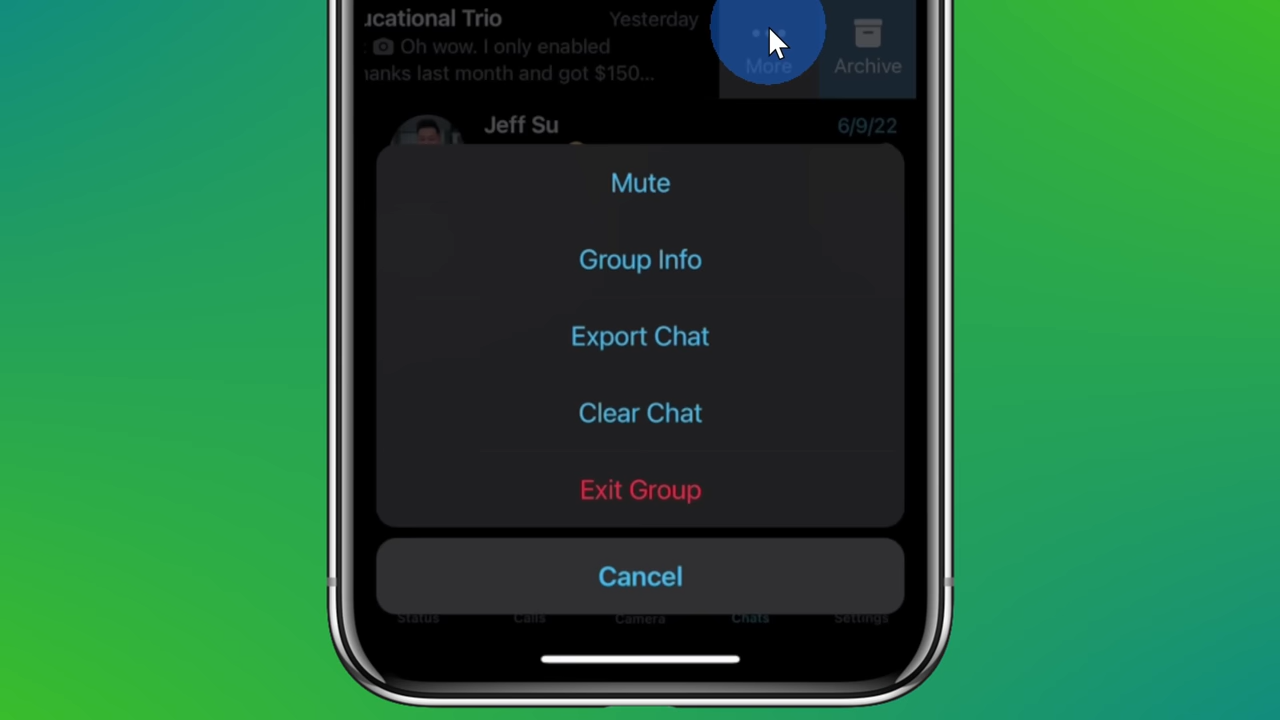 ucational Trio
Yesterday
Oh wow. I only enabled
hanks last month and got $150...
More
Archive
Jeff Su
6/9/22
Mute
Group Info
Export Chat
Clear Chat
Exit Group
Cancel
Status
Calls
Camera
Chats
Settings